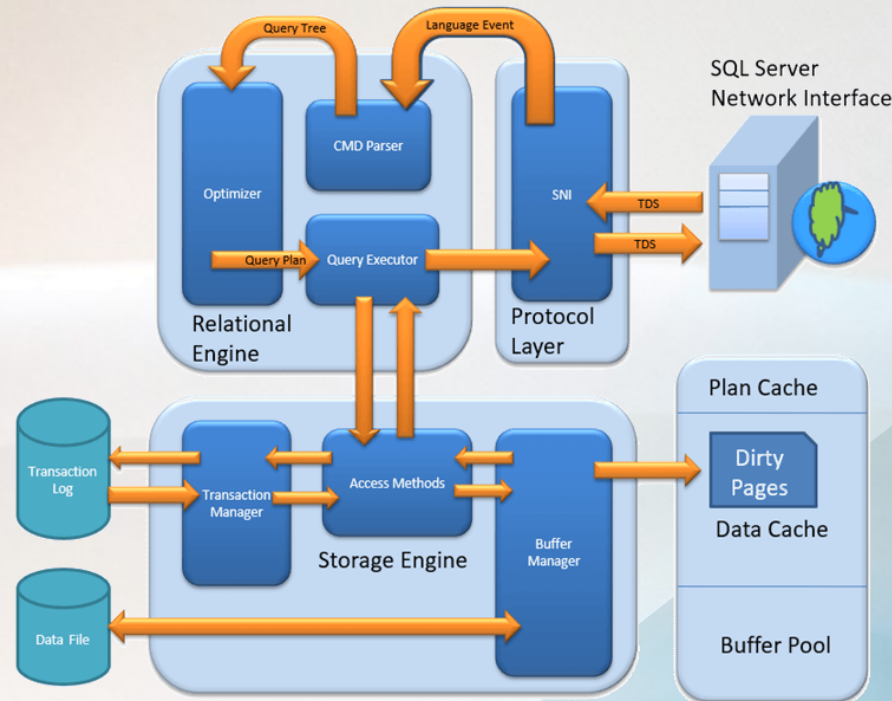 Query Tree
Language Event
SQL Server
Network Interface
CMD Parser
Optimizer
SNI
TDS
TDS
Query Plan
Query Executor
Relational
Engine
Protocol
Layer
Plan Cache
Dirty
Pages
Data Cache
Buffer Pool
Transaction
Log
Transaction
Manager
Access Methods
Storage Engine
Buffer
Manager
Data File